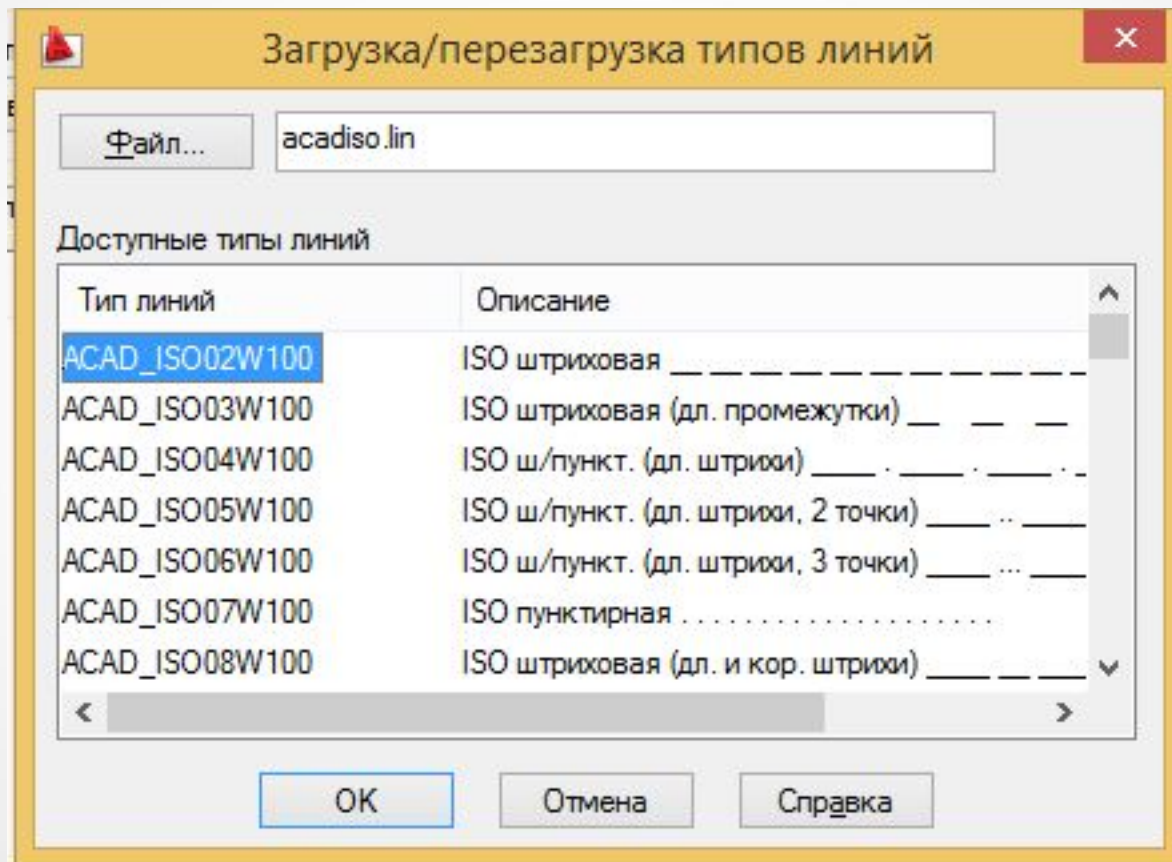 Загрузка/перезагрузка типов линий
Файл... acadiso.lin
Доступные типы линий
Тип линий Описание
ACAD_ISO02W100 ISO штриховая __ __ __ __ __ __ __ __ __ __ _
ACAD_ISO03W100 ISO штриховая (дл. промежутки) __ __ __
ACAD_ISO04W100 ISO ш/пункт. (дл. штрихи) ____ . ____ . ____ . _
ACAD_ISO05W100 ISO ш/пункт. (дл. штрихи, 2 точки) ____ .. ____
ACAD_ISO06W100 ISO ш/пункт. (дл. штрихи, 3 точки) ____ ... ____
ACAD_ISO07W100 ISO пунктирная . . . . . . . . . . . . . . . . . . . .
ACAD_ISO08W100 ISO штриховая (дл. и кор. штрихи) ____ __ ____
OK Отмена Справка